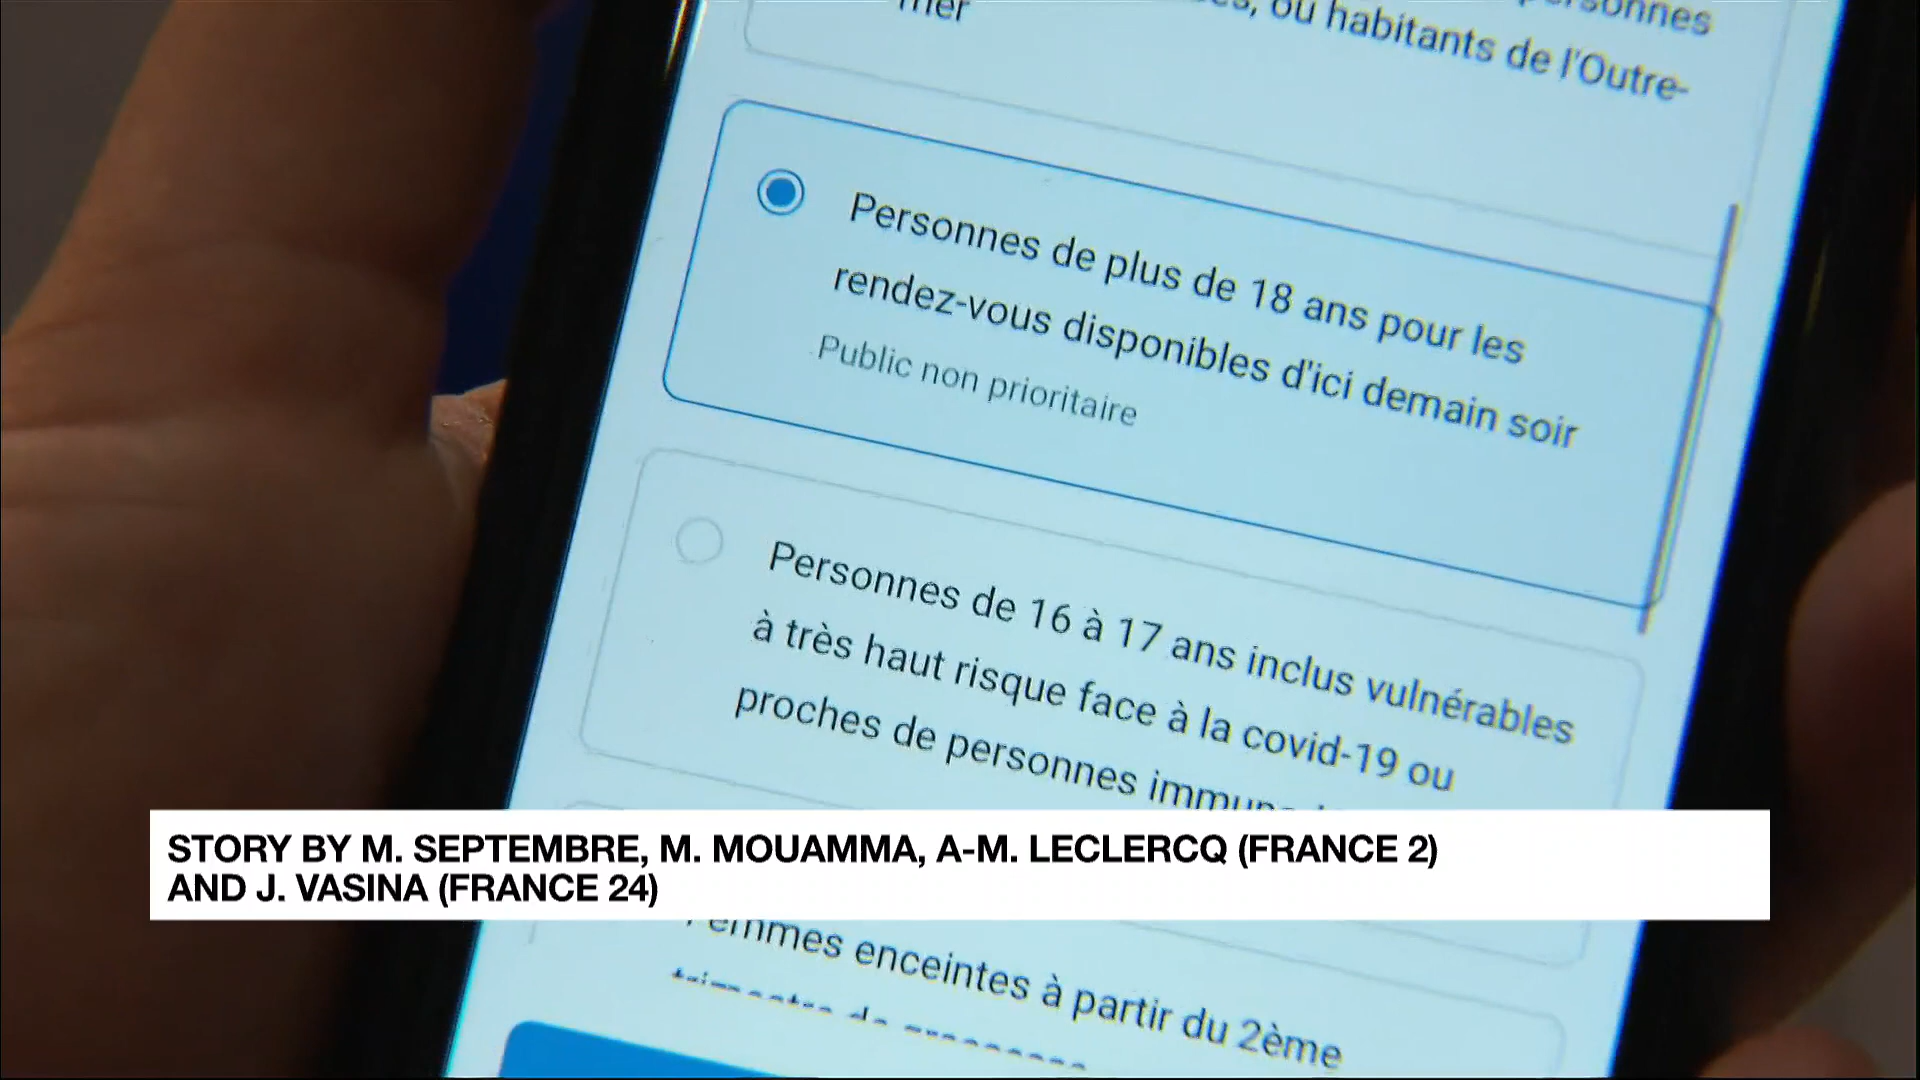 personnes
, ou habitants de l'Outre-
mer
Personnes de plus de 18 ans pour les
rendez-vous disponibles d'ici demain soir
Public non prioritaire
Personnes de 16 à 17 ans inclus vulnérables
à très haut risque face à la covid-19 ou
proches de personnes
STORY BY M. SEPTEMBRE, M. MOUAMMA, A-M. LECLERCQ (FRANCE 2)
AND J. VASINA (FRANCE 24)
Femmes enceintes à partir du 2ème